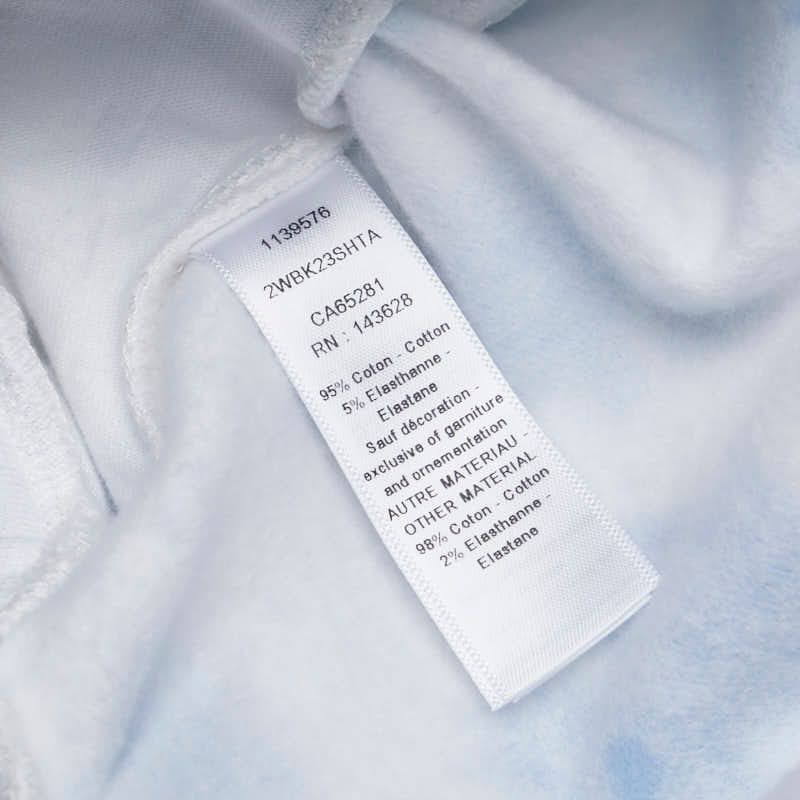 1139576
2WBK23SHTA
CA65281
RN : 143628
95% Coton - Cotton
5% Elasthanne -
Elastane
Sauf décoration -
exclusive of garniture
and ornementation
AUTRE MATERIAU -
OTHER MATERIAL
98% Coton - Cotton
2% Elasthanne -
Elastane